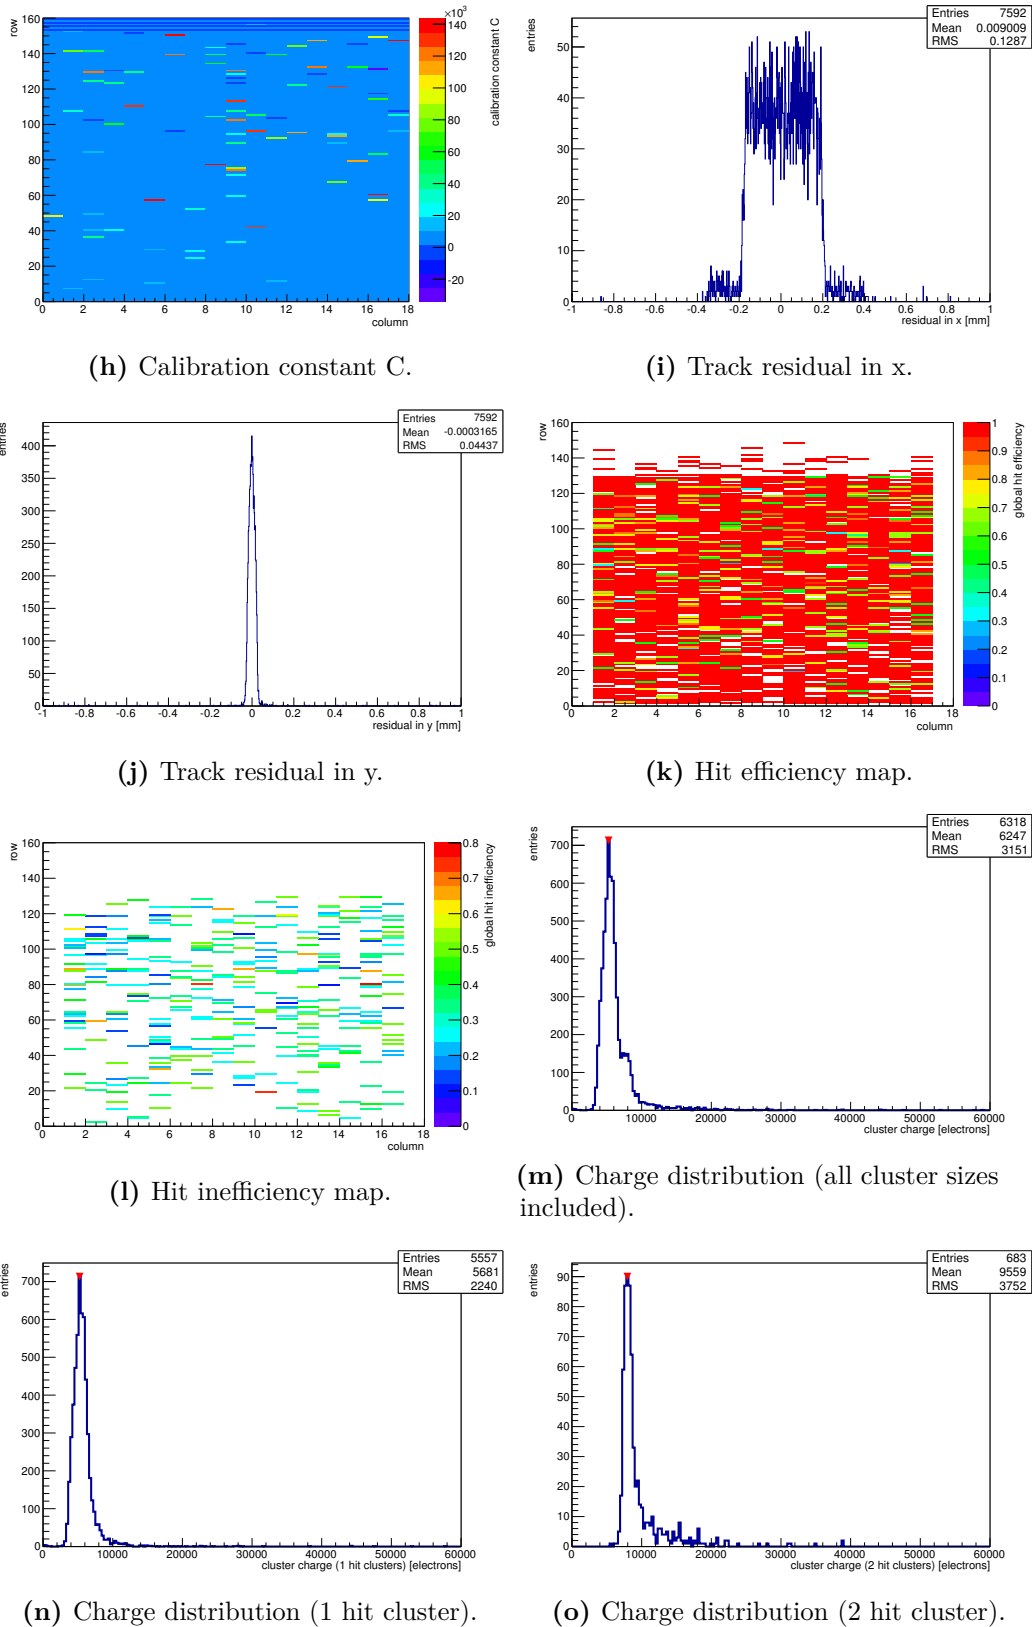 row
160
140
120
100
80
60
40
20
0
0 2 4 6 8 10 12 14 16 18
column
×10³
140
120
100
80
60
40
20
0
-20
calibration constant C
(h) Calibration constant C.
entries
50
40
30
20
10
0
-1 -0.8 -0.6 -0.4 -0.2 0 0.2 0.4 0.6 0.8 1
residual in x [mm]
Entries 7592
Mean 0.009009
RMS 0.1287
(i) Track residual in x.
entries
400
350
300
250
200
150
100
50
0
-1 -0.8 -0.6 -0.4 -0.2 0 0.2 0.4 0.6 0.8 1
residual in y [mm]
Entries 7592
Mean -0.0003165
RMS 0.04437
(j) Track residual in y.
row
160
140
120
100
80
60
40
20
0
0 2 4 6 8 10 12 14 16 18
column
1
0.9
0.8
0.7
0.6
0.5
0.4
0.3
0.2
0.1
0
global hit efficiency
(k) Hit efficiency map.
row
160
140
120
100
80
60
40
20
0
0 2 4 6 8 10 12 14 16 18
column
0.8
0.7
0.6
0.5
0.4
0.3
0.2
0.1
0
global hit inefficiency
(l) Hit inefficiency map.
entries
700
600
500
400
300
200
100
0
0 10000 20000 30000 40000 50000 60000
cluster charge [electrons]
Entries 6318
Mean 6247
RMS 3151
(m) Charge distribution (all cluster sizes
included).
entries
700
600
500
400
300
200
100
0
0 10000 20000 30000 40000 50000 60000
cluster charge (1 hit clusters) [electrons]
Entries 5557
Mean 5681
RMS 2240
(n) Charge distribution (1 hit cluster).
entries
90
80
70
60
50
40
30
20
10
0
0 10000 20000 30000 40000 50000 60000
cluster charge (2 hit clusters) [electrons]
Entries 683
Mean 9559
RMS 3752
(o) Charge distribution (2 hit cluster).